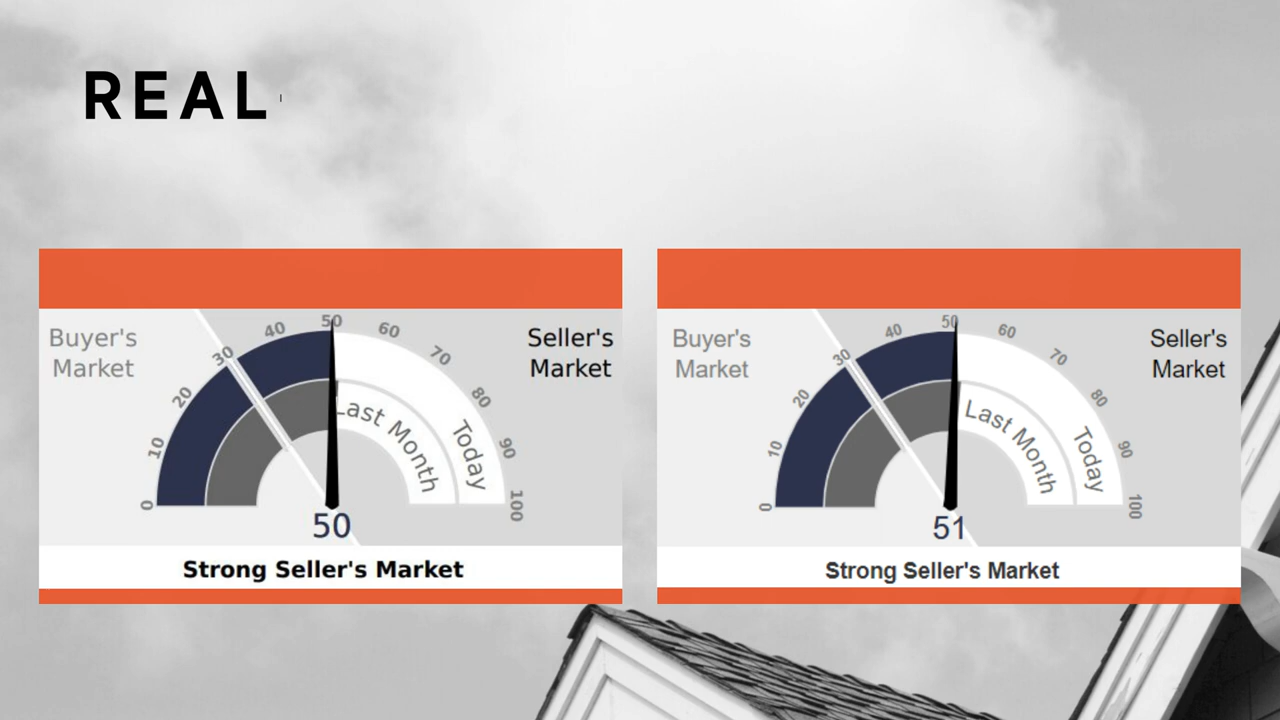 REAL
Buyer's
Market
Seller's
Market
0 10 20 30 40 50 60 70 80 90 100
Last Month
Today
50
Strong Seller's Market
Buyer's
Market
Seller's
Market
0 10 20 30 40 50 60 70 80 90 100
Last Month
Today
51
Strong Seller's Market